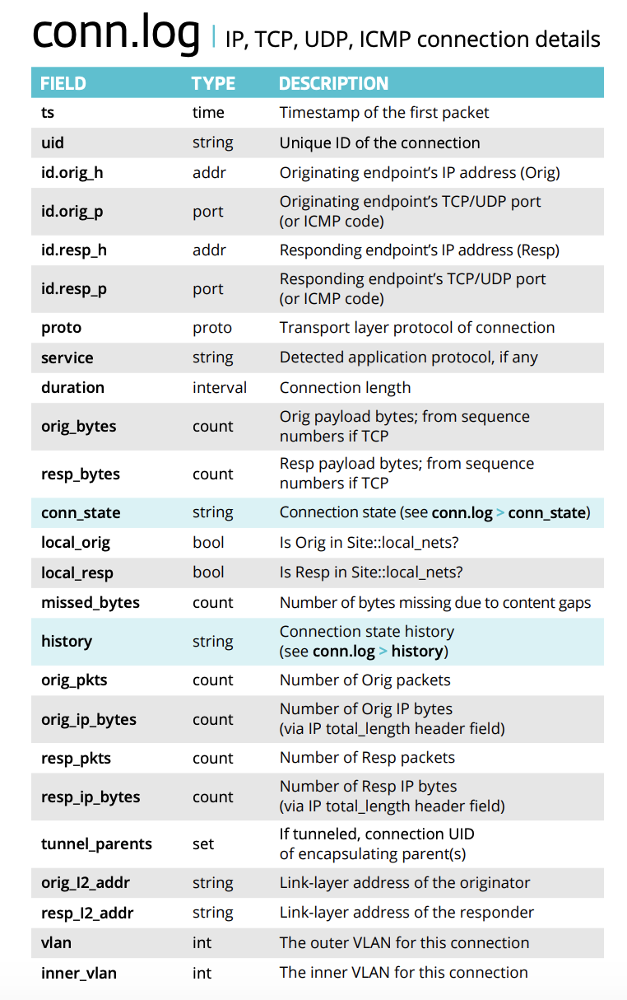 conn.log | IP, TCP, UDP, ICMP connection details
FIELD TYPE DESCRIPTION
ts time Timestamp of the first packet
uid string Unique ID of the connection
id.orig_h addr Originating endpoint’s IP address (Orig)
id.orig_p port Originating endpoint’s TCP/UDP port
(or ICMP code)
id.resp_h addr Responding endpoint’s IP address (Resp)
id.resp_p port Responding endpoint’s TCP/UDP port
(or ICMP code)
proto proto Transport layer protocol of connection
service string Detected application protocol, if any
duration interval Connection length
orig_bytes count Orig payload bytes; from sequence
numbers if TCP
resp_bytes count Resp payload bytes; from sequence
numbers if TCP
conn_state string Connection state (see conn.log > conn_state)
local_orig bool Is Orig in Site::local_nets?
local_resp bool Is Resp in Site::local_nets?
missed_bytes count Number of bytes missing due to content gaps
history string Connection state history
(see conn.log > history)
orig_pkts count Number of Orig packets
orig_ip_bytes count Number of Orig IP bytes
(via IP total_length header field)
resp_pkts count Number of Resp packets
resp_ip_bytes count Number of Resp IP bytes
(via IP total_length header field)
tunnel_parents set If tunneled, connection UID
of encapsulating parent(s)
orig_I2_addr string Link-layer address of the originator
resp_I2_addr string Link-layer address of the responder
vlan int The outer VLAN for this connection
inner_vlan int The inner VLAN for this connection